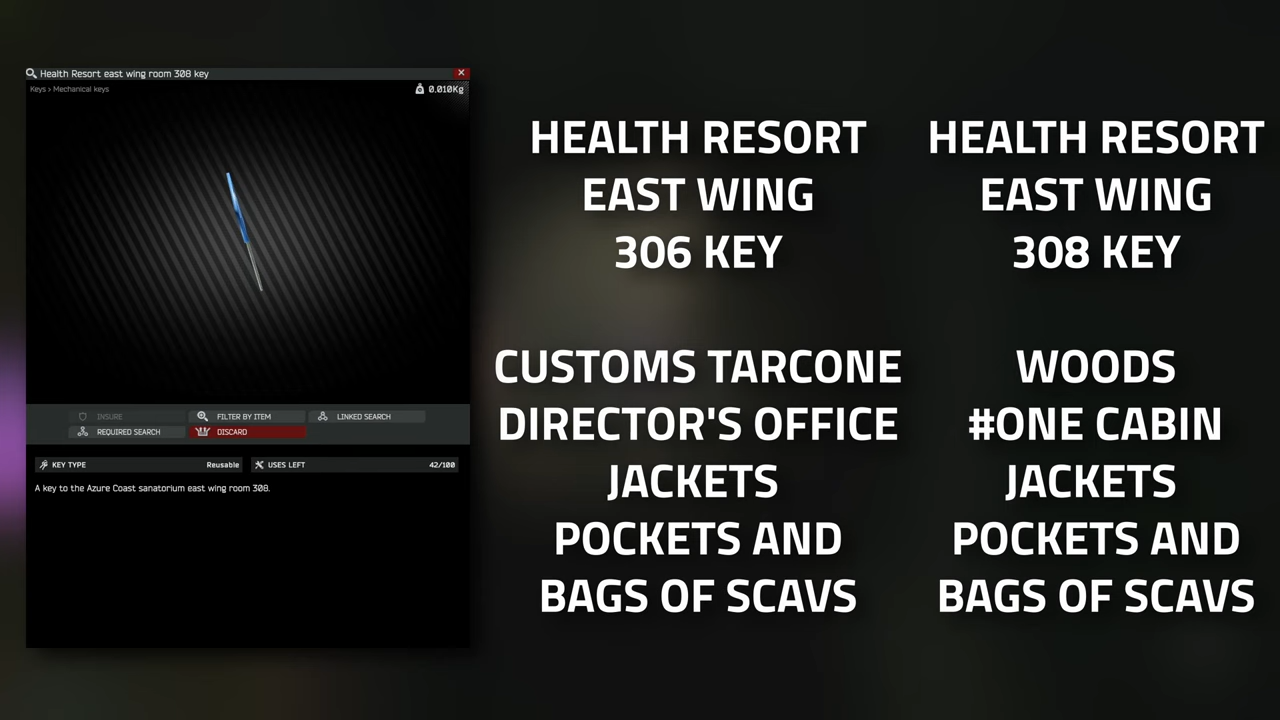 Health Resort east wing room 308 key
Keys > Mechanical keys
0.010Kg
INSURE
FILTER BY ITEM
LINKED SEARCH
REQUIRED SEARCH
DISCARD
KEY TYPE
Reusable
USES LEFT
42/100
A key to the Azure Coast sanatorium east wing room 308.
HEALTH RESORT
EAST WING
306 KEY
CUSTOMS TARCONE
DIRECTOR'S OFFICE
JACKETS
POCKETS AND
BAGS OF SCAVS
HEALTH RESORT
EAST WING
308 KEY
WOODS
#ONE CABIN
JACKETS
POCKETS AND
BAGS OF SCAVS